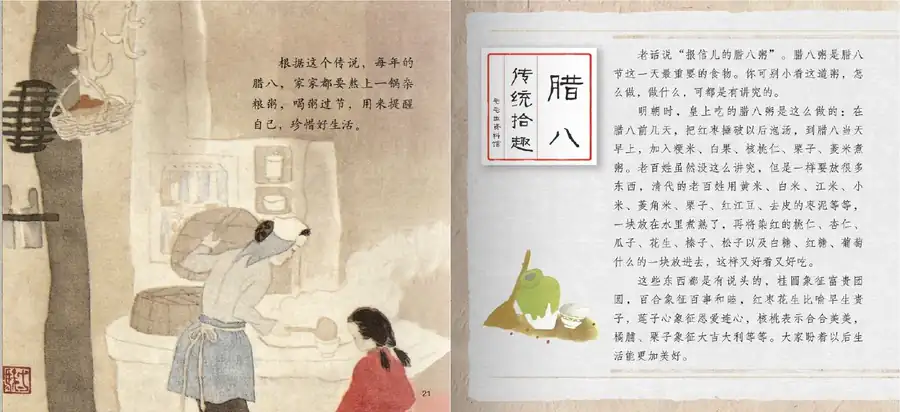 根据这个传说，每年的
腊八，家家都要熬上一锅杂
粮粥，喝粥过节，用来提醒
自己，珍惜好生活。
21
腊八
传统拾趣
老话说“报信儿的腊八粥”。腊八粥是腊八
节这一天最重要的食物。你可别小看这道粥，怎
么做，做什么，可都是有讲究的。
明朝时，皇上吃的腊八粥是这么做的：在
腊八前几天，把红枣捶破以后泡汤，到腊八当天
早上，加入粳米、白果、核桃仁、栗子、菱米煮
粥。老百姓虽然没这么讲究，但是一样要放很多
东西，清代的老百姓用黄米、白米、江米、小
米、菱角米、栗子、红江豆、去皮的枣泥等等，
一块放在水里煮熟了，再将染红的桃仁、杏仁、
瓜子、花生、榛子、松子以及白糖、红糖、葡萄
什么的一块放进去，这样又好看又好吃。
这些东西都是有说头的，桂圆象征富贵团
圆，百合象征百事和睦，红枣花生比喻早生贵
子，莲子心象征恩爱连心，核桃表示合合美美，
橘脯、栗子象征大吉大利等等。大家盼着以后生
活能更加美好。